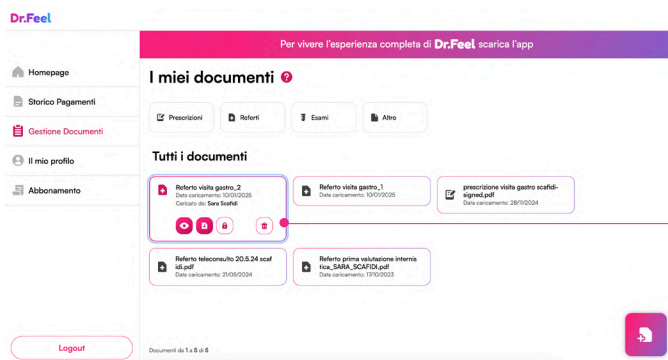 Dr.Feel
Per vivere l'esperienza completa di Dr.Feel scarica l'app
Homepage
Storico Pagamenti
Gestione Documenti
Il mio profilo
Abbonamento
Logout
I miei documenti ?
Prescrizioni
Referti
Esami
Altro
Tutti i documenti
Referto visita gastro_2
Data caricamento: 10/01/2025
Caricato da: Sara Scafidi
Referto visita gastro_1
Data caricamento: 10/01/2025
prescrizione visita gastro scafidi-
signed.pdf
Data caricamento: 28/11/2024
Referto teleconsulto 20.5.24 scaf
idi.pdf
Data caricamento: 21/05/2024
Referto prima valutazione internis
tica_SARA_SCAFIDI.pdf
Data caricamento: 17/10/2023
Documenti da 1 a 5 di 5